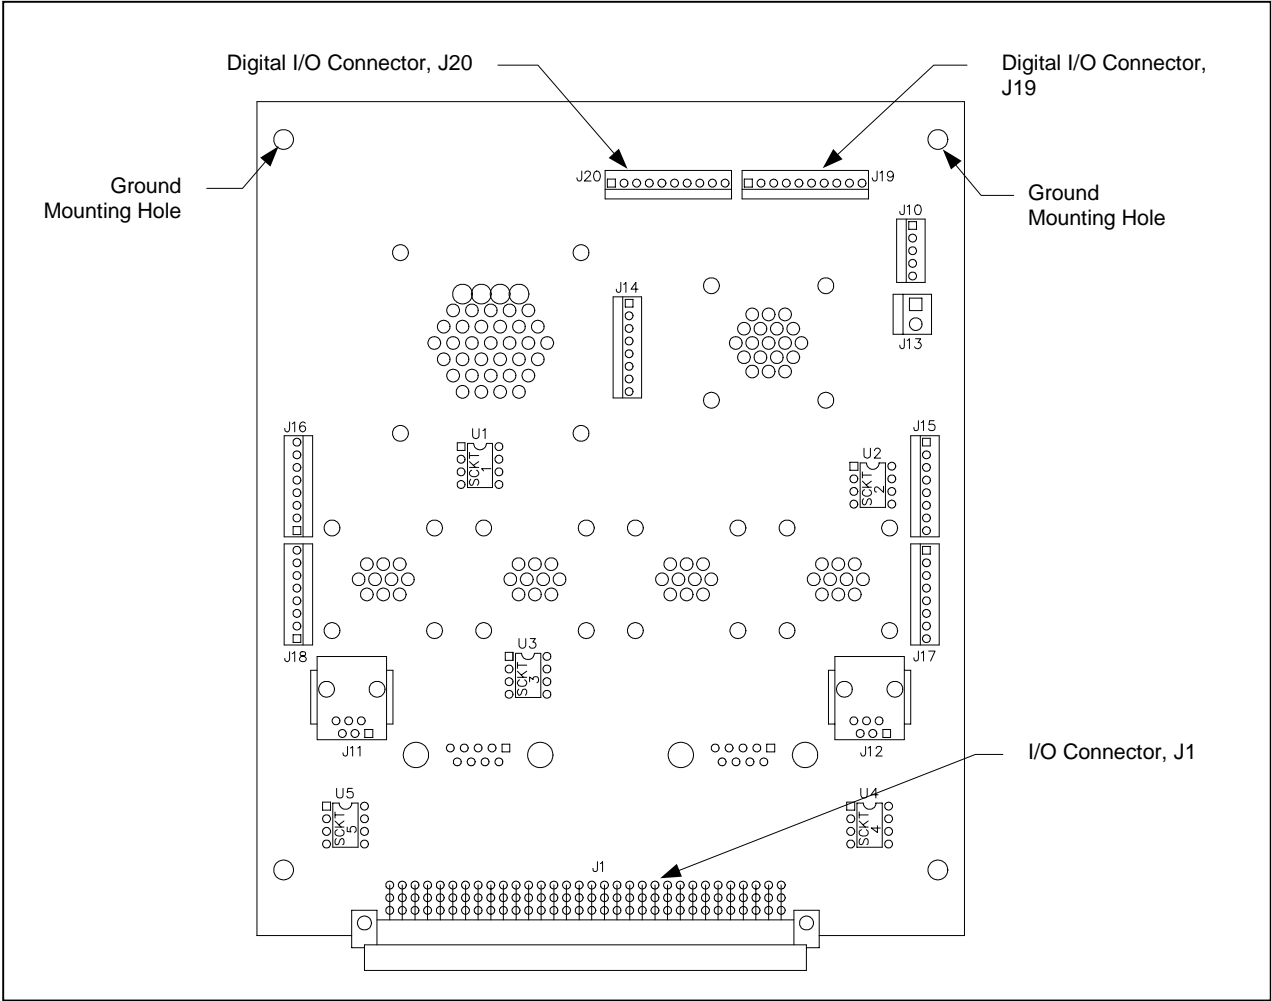 Digital I/O Connector, J20
Digital I/O Connector,
J19
Ground
Mounting Hole
J20
J19
Ground
Mounting Hole
J10
J14
J13
J16
U1
SCKT
1
U2
SCKT
2
J15
J18
U3
SCKT
3
J17
J11
J12
I/O Connector, J1
U5
SCKT
5
U4
SCKT
4
J1